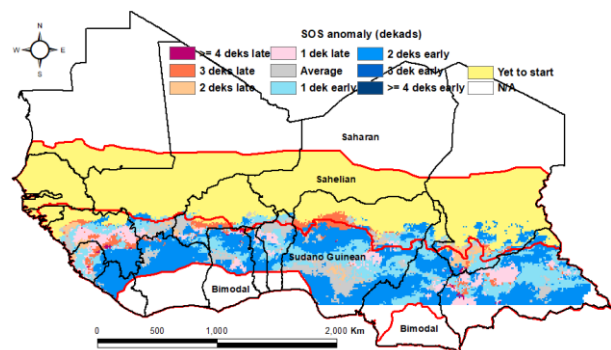 SOS anomaly (dekads)
N
W E
S
>= 4 deks late 1 dek late 2 deks early
3 deks late Average 3 dek early Yet to start
2 deks late 1 dek early >= 4 deks early N/A
Saharan
Sahelian
Sudano Guinean
Bimodal
Bimodal
0 500 1,000 2,000 Km